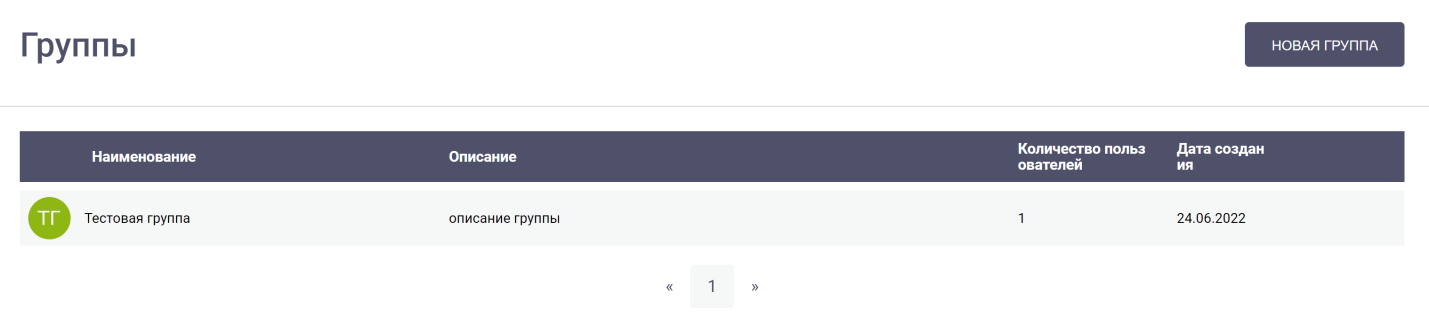 Группы
НОВАЯ ГРУППА
Наименование
Описание
Количество польз
ователей
Дата создан
ия
ТГ
Тестовая группа
описание группы
1
24.06.2022
« 1 »